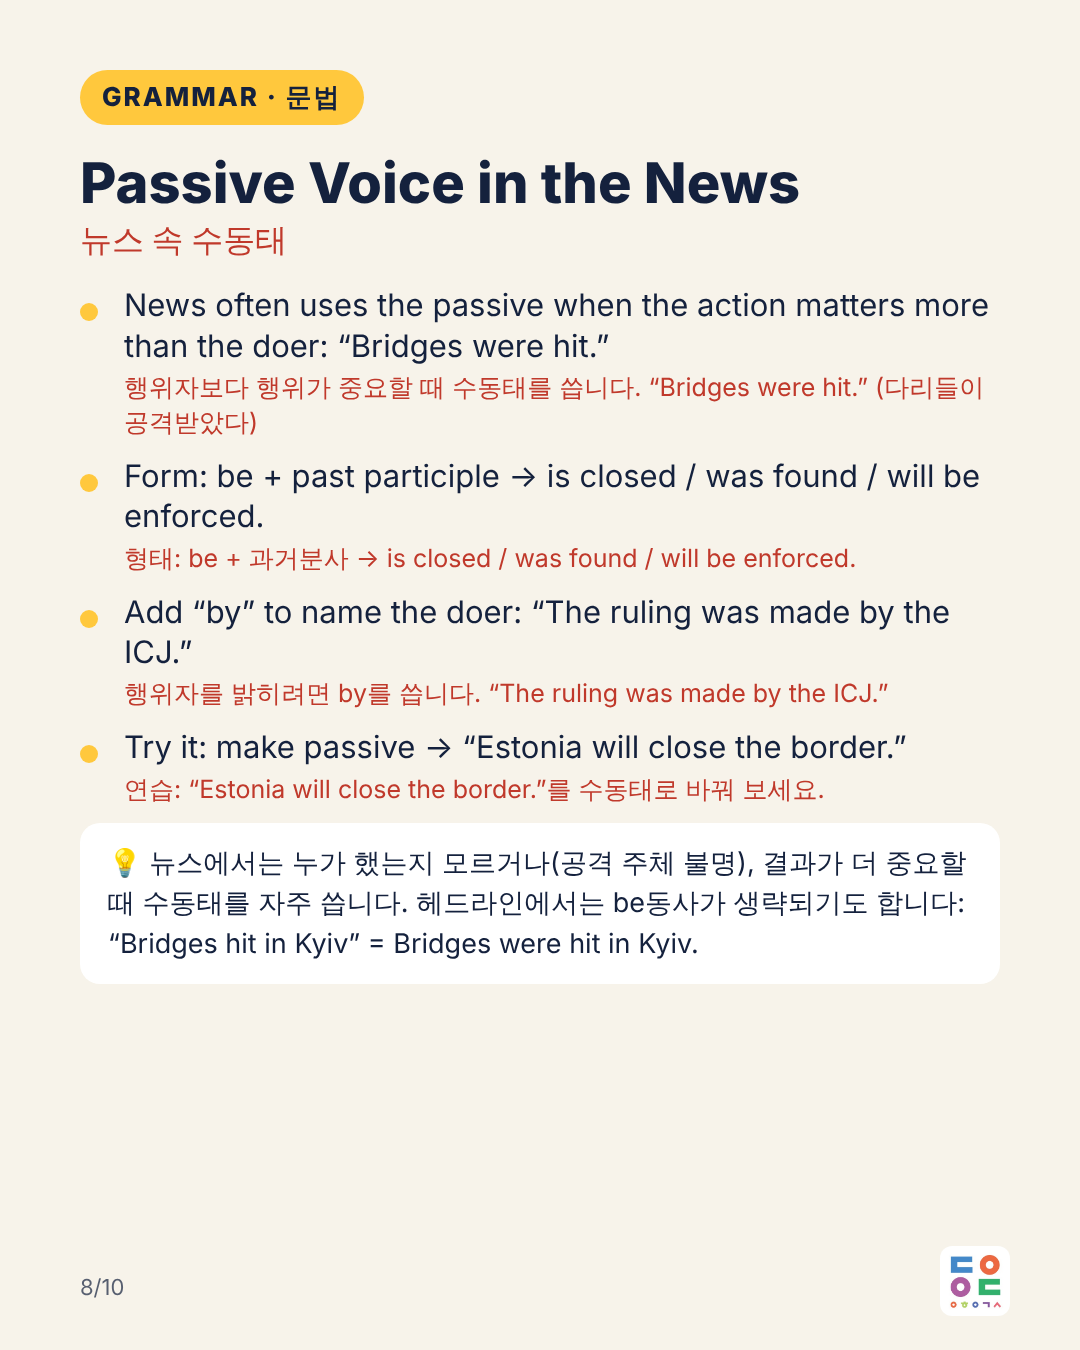 GRAMMAR · 문법
Passive Voice in the News
뉴스 속 수동태
News often uses the passive when the action matters more
than the doer: “Bridges were hit.”
행위자보다 행위가 중요할 때 수동태를 씁니다. “Bridges were hit.” (다리들이
공격받았다)
Form: be + past participle → is closed / was found / will be
enforced.
형태: be + 과거분사 → is closed / was found / will be enforced.
Add “by” to name the doer: “The ruling was made by the
ICJ.”
행위자를 밝히려면 by를 씁니다. “The ruling was made by the ICJ.”
Try it: make passive → “Estonia will close the border.”
연습: “Estonia will close the border.”를 수동태로 바꿔 보세요.
💡 뉴스에서는 누가 했는지 모르거나(공격 주체 불명), 결과가 더 중요할
때 수동태를 자주 씁니다. 헤드라인에서는 be동사가 생략되기도 합니다:
“Bridges hit in Kyiv” = Bridges were hit in Kyiv.
8/10